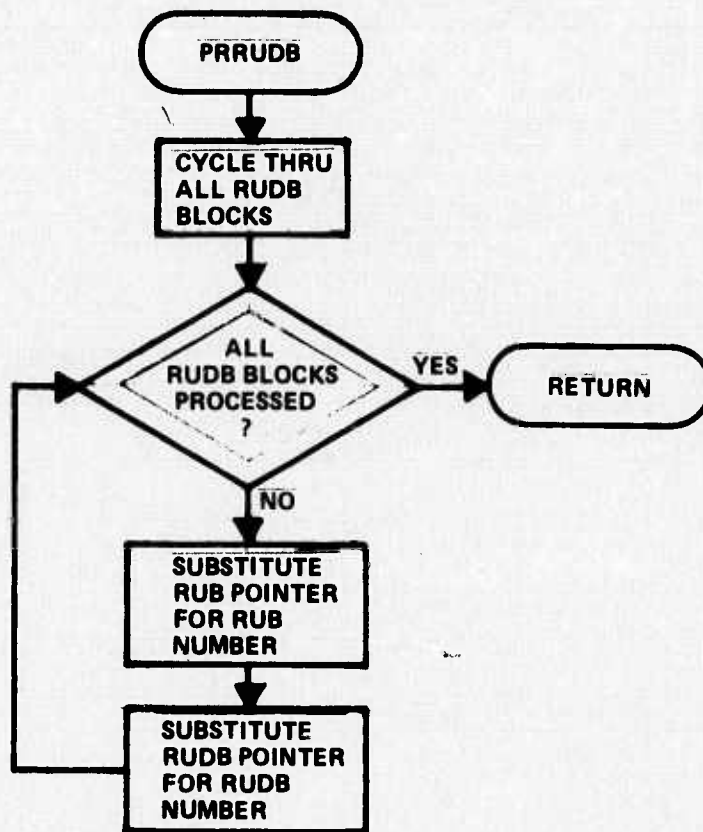 PRRUDB
CYCLE THRU
ALL RUDB
BLOCKS
ALL
RUDB BLOCKS
PROCESSED
?
YES
RETURN
NO
SUBSTITUTE
RUB POINTER
FOR RUB
NUMBER
SUBSTITUTE
RUDB POINTER
FOR RUDB
NUMBER